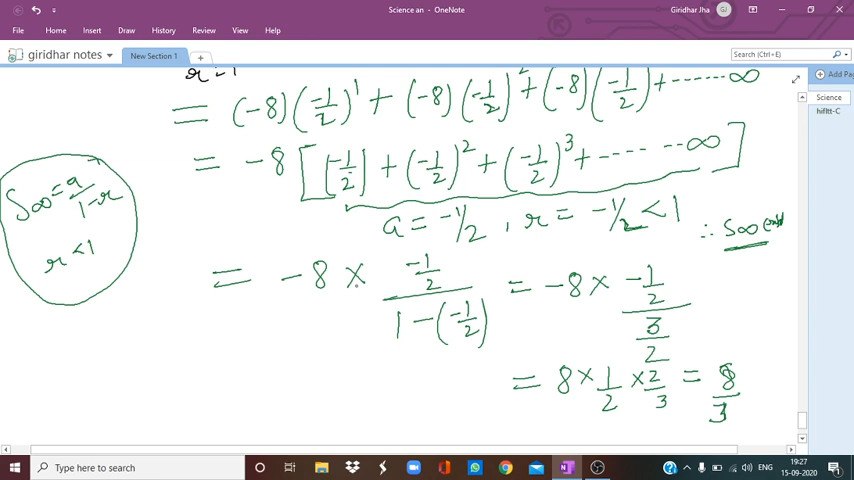 Science an - OneNote
Giridhar Jha GJ
File Home Insert Draw History Review View Help
giridhar notes New Section 1 + Search (Ctrl+E)
+ Add Pag
Science
hifltt-C
= (-8)(-1/2)^1 + (-8)(-1/2)^2 + (-8)(-1/2) + ------ ∞
= -8 [(-1/2) + (-1/2)^2 + (-1/2)^3 + ------ ∞]
a = -1/2, r = -1/2 < 1
∴ S∞
S∞ = a/1-r
r < 1
= -8 × (-1/2)/(1-(-1/2)) = -8 × (-1/2)/(3/2)
= 8 × 1/2 × 2/3 = 8/3
Type here to search
ENG
19:27
15-09-2020